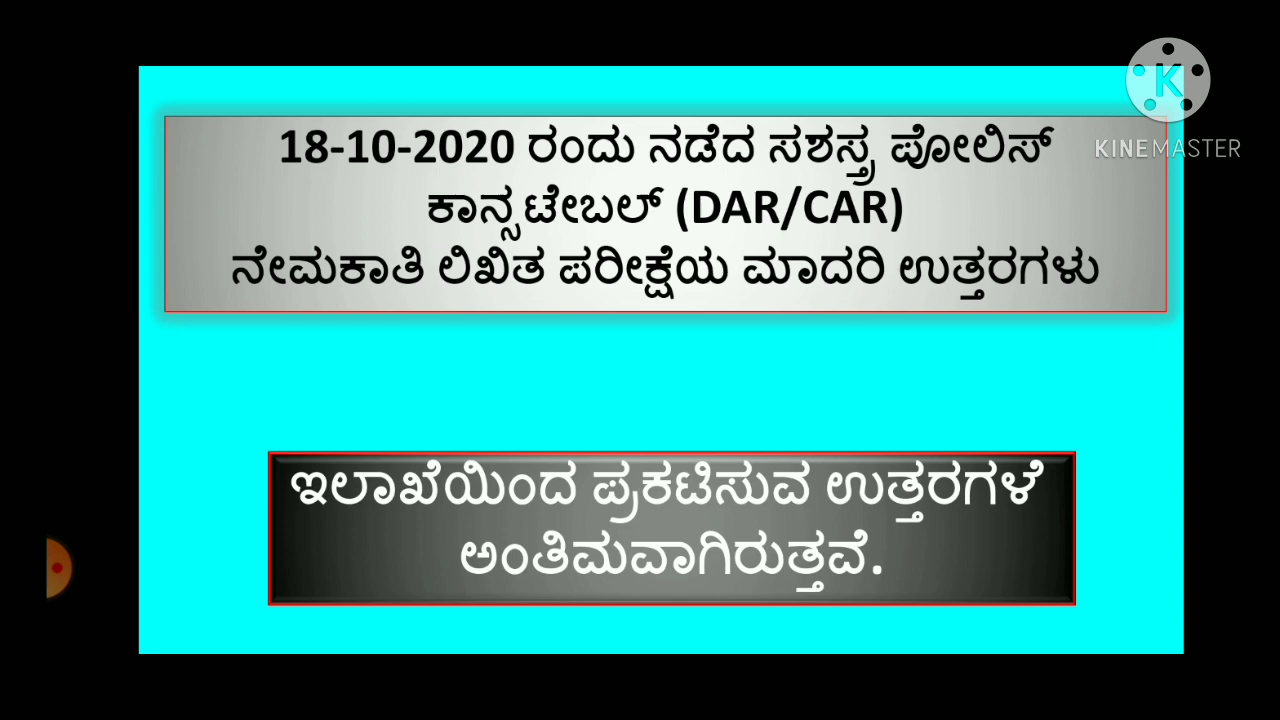 18-10-2020 ರಂದು ನಡೆದ ಸಶಸ್ತ್ರ ಪೋಲಿಸ್
ಕಾನ್ಸಟೇಬಲ್ (DAR/CAR)
ನೇಮಕಾತಿ ಲಿಖಿತ ಪರೀಕ್ಷೆಯ ಮಾದರಿ ಉತ್ತರಗಳು
ಇಲಾಖೆಯಿಂದ ಪ್ರಕಟಿಸುವ ಉತ್ತರಗಳೆ
ಅಂತಿಮವಾಗಿರುತ್ತವೆ.
K
KINEMASTER